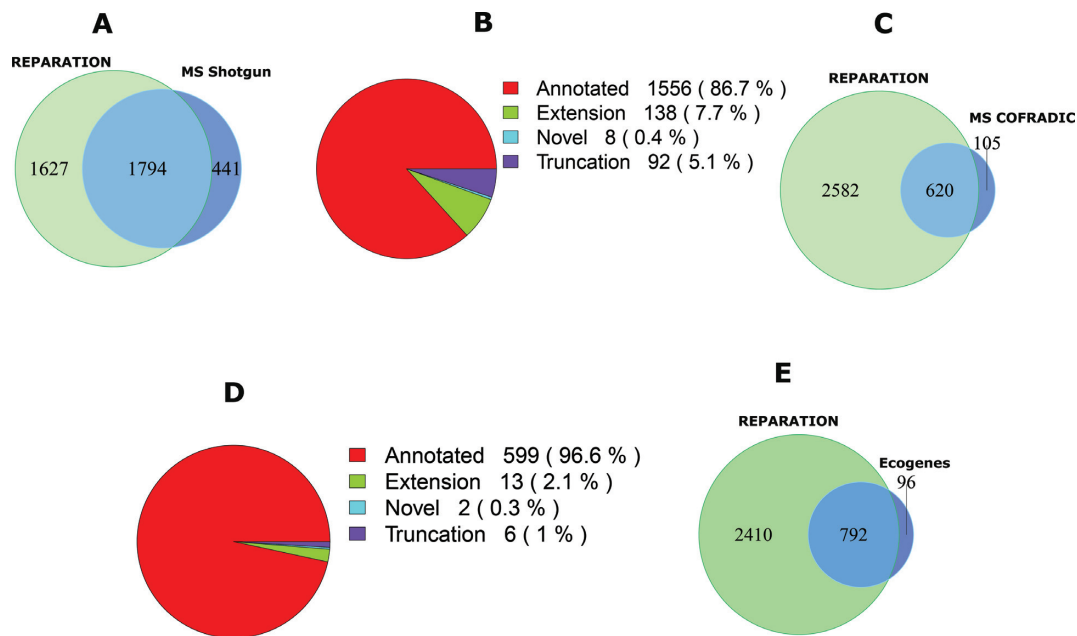 A
REPARATION
MS Shotgun
1627
1794
441
B
Annotated 1556 ( 86.7 % )
Extension 138 ( 7.7 % )
Novel 8 ( 0.4 % )
Truncation 92 ( 5.1 % )
C
REPARATION
MS COFRADIC
105
2582
620
D
Annotated 599 ( 96.6 % )
Extension 13 ( 2.1 % )
Novel 2 ( 0.3 % )
Truncation 6 ( 1 % )
E
REPARATION
Ecogenes
96
2410
792